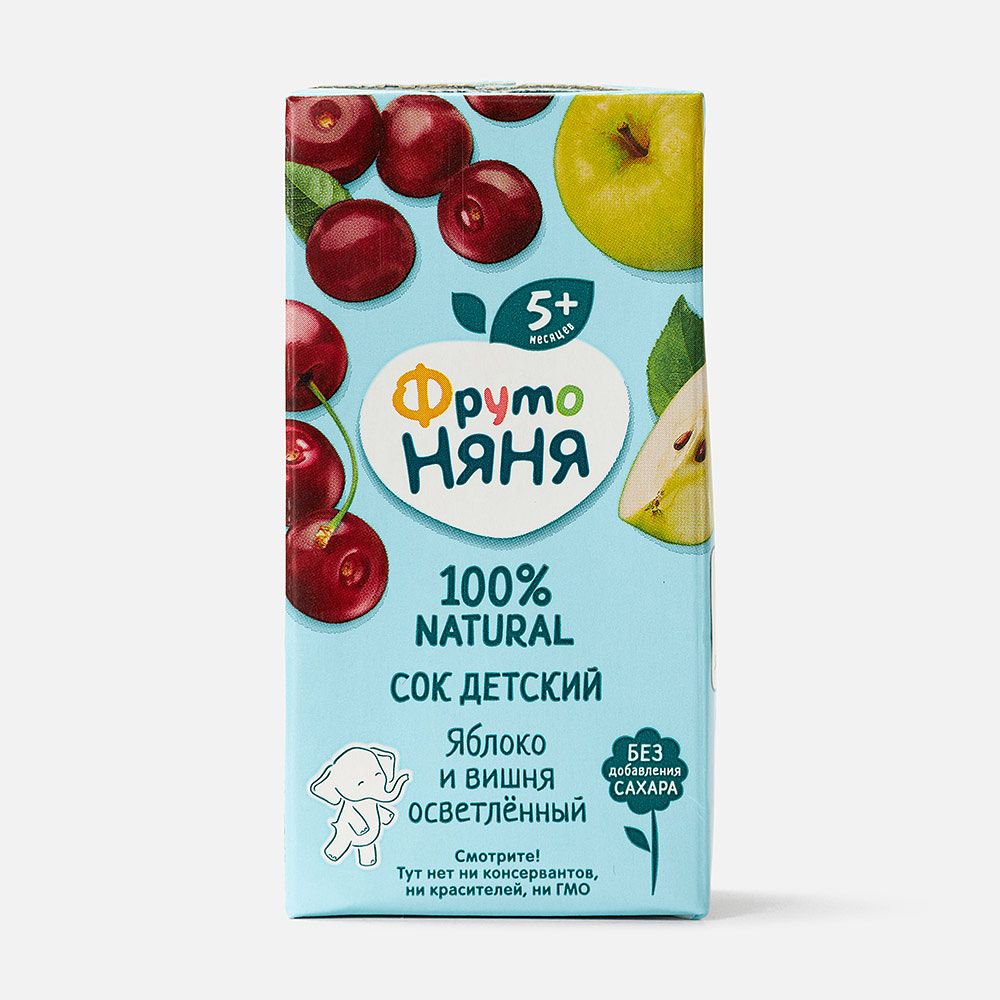 5+
месяцев
Фруто
НЯНЯ
100%
NATURAL
СОК ДЕТСКИЙ
Яблоко
и вишня
осветлённый
БЕЗ
добавления
САХАРА
Смотрите!
Тут нет ни консервантов,
ни красителей, ни ГМО